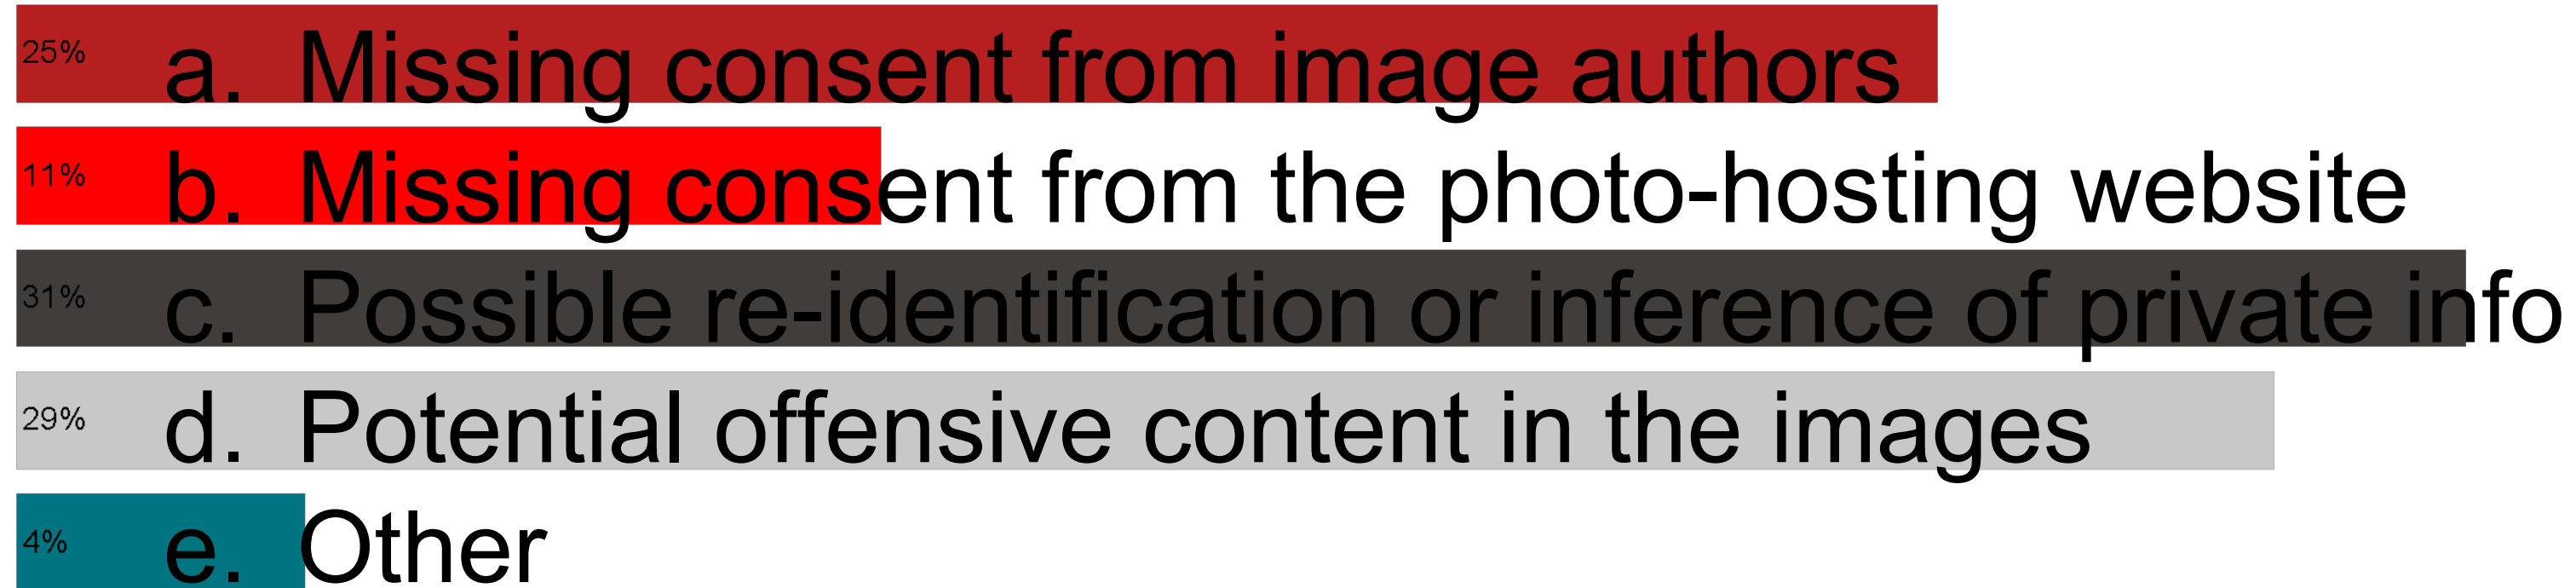 25% a. Missing consent from image authors
11% b. Missing consent from the photo-hosting website
31% c. Possible re-identification or inference of private info
29% d. Potential offensive content in the images
4% e. Other